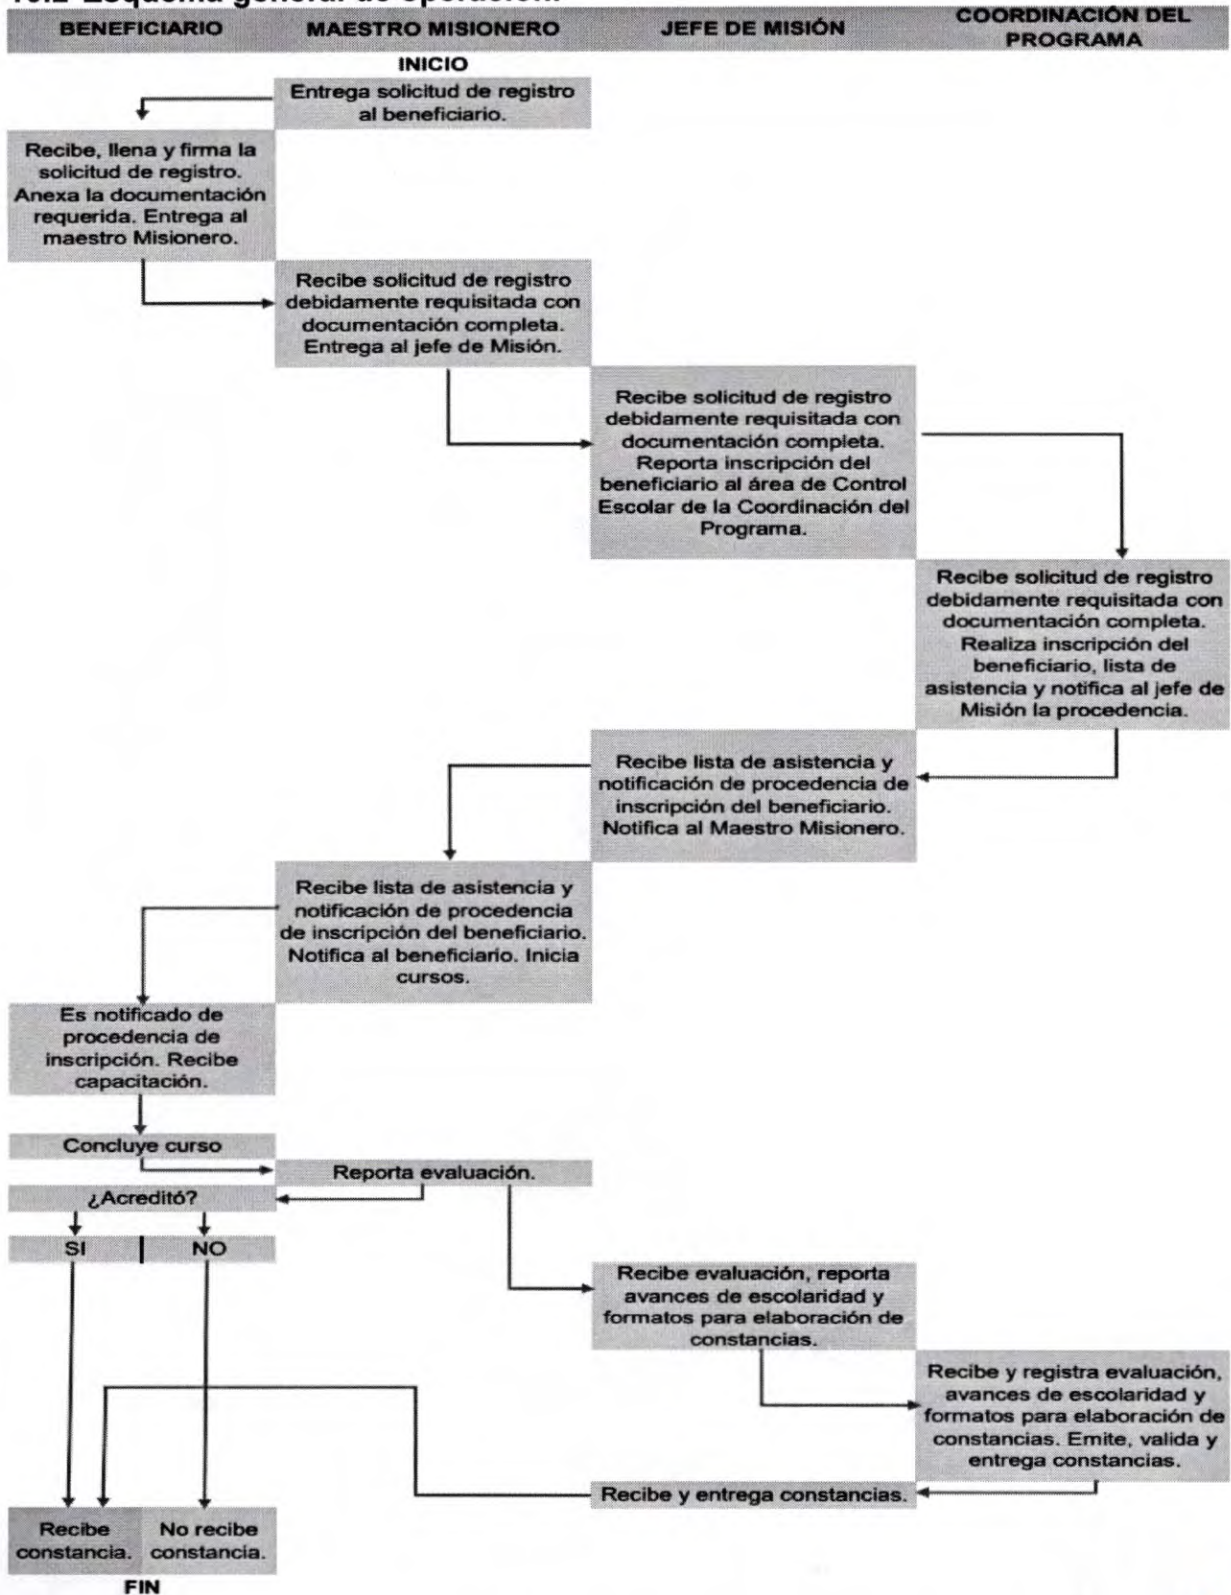 10.2 Esquema general de operación.
BENEFICIARIO
MAESTRO MISIONERO
JEFE DE MISIÓN
COORDINACIÓN DEL
PROGRAMA
INICIO
Entrega solicitud de registro
al beneficiario.
Recibe, llena y firma la
solicitud de registro.
Anexa la documentación
requerida. Entrega al
maestro Misionero.
Recibe solicitud de registro
debidamente requisitada con
documentación completa.
Entrega al jefe de Misión.
Recibe solicitud de registro
debidamente requisitada con
documentación completa.
Reporta inscripción del
beneficiario al área de Control
Escolar de la Coordinación del
Programa.
Recibe solicitud de registro
debidamente requisitada con
documentación completa.
Realiza inscripción del
beneficiario, lista de
asistencia y notifica al jefe de
Misión la procedencia.
Recibe lista de asistencia y
notificación de procedencia de
inscripción del beneficiario.
Notifica al Maestro Misionero.
Recibe lista de asistencia y
notificación de procedencia
de inscripción del beneficiario.
Notifica al beneficiario. Inicia
cursos.
Es notificado de
procedencia de
inscripción. Recibe
capacitación.
Concluye curso
Reporta evaluación.
¿Acreditó?
SI
NO
Recibe evaluación, reporta
avances de escolaridad y
formatos para elaboración de
constancias.
Recibe y registra evaluación,
avances de escolaridad y
formatos para elaboración de
constancias. Emite, valida y
entrega constancias.
Recibe y entrega constancias.
Recibe
constancia.
No recibe
constancia.
FIN